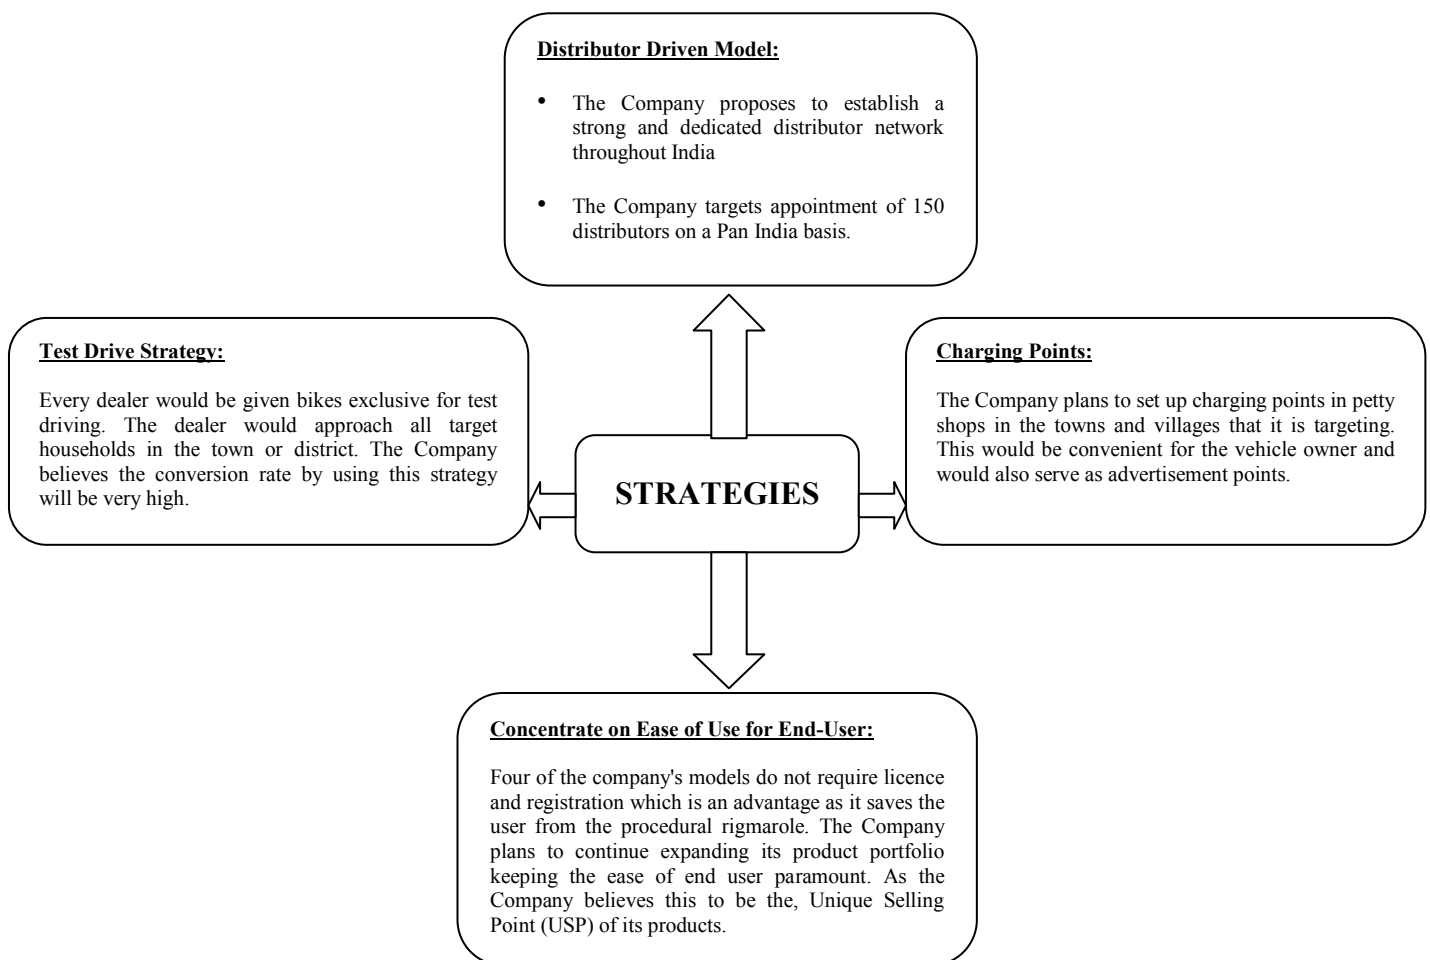 Distributor Driven Model:
• The Company proposes to establish a
strong and dedicated distributor network
throughout India
• The Company targets appointment of 150
distributors on a Pan India basis.
Test Drive Strategy:
Every dealer would be given bikes exclusive for test
driving. The dealer would approach all target
households in the town or district. The Company
believes the conversion rate by using this strategy
will be very high.
STRATEGIES
Charging Points:
The Company plans to set up charging points in petty
shops in the towns and villages that it is targeting.
This would be convenient for the vehicle owner and
would also serve as advertisement points.
Concentrate on Ease of Use for End-User:
Four of the company's models do not require licence
and registration which is an advantage as it saves the
user from the procedural rigmarole. The Company
plans to continue expanding its product portfolio
keeping the ease of end user paramount. As the
Company believes this to be the, Unique Selling
Point (USP) of its products.